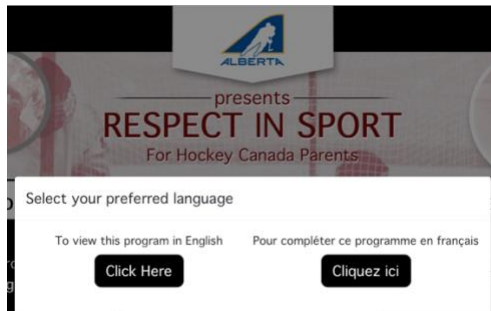 ALBERTA
presents
RESPECT IN SPORT
For Hockey Canada Parents
Select your preferred language
To view this program in English
Click Here
Pour complèter ce programme en français
Cliquez ici